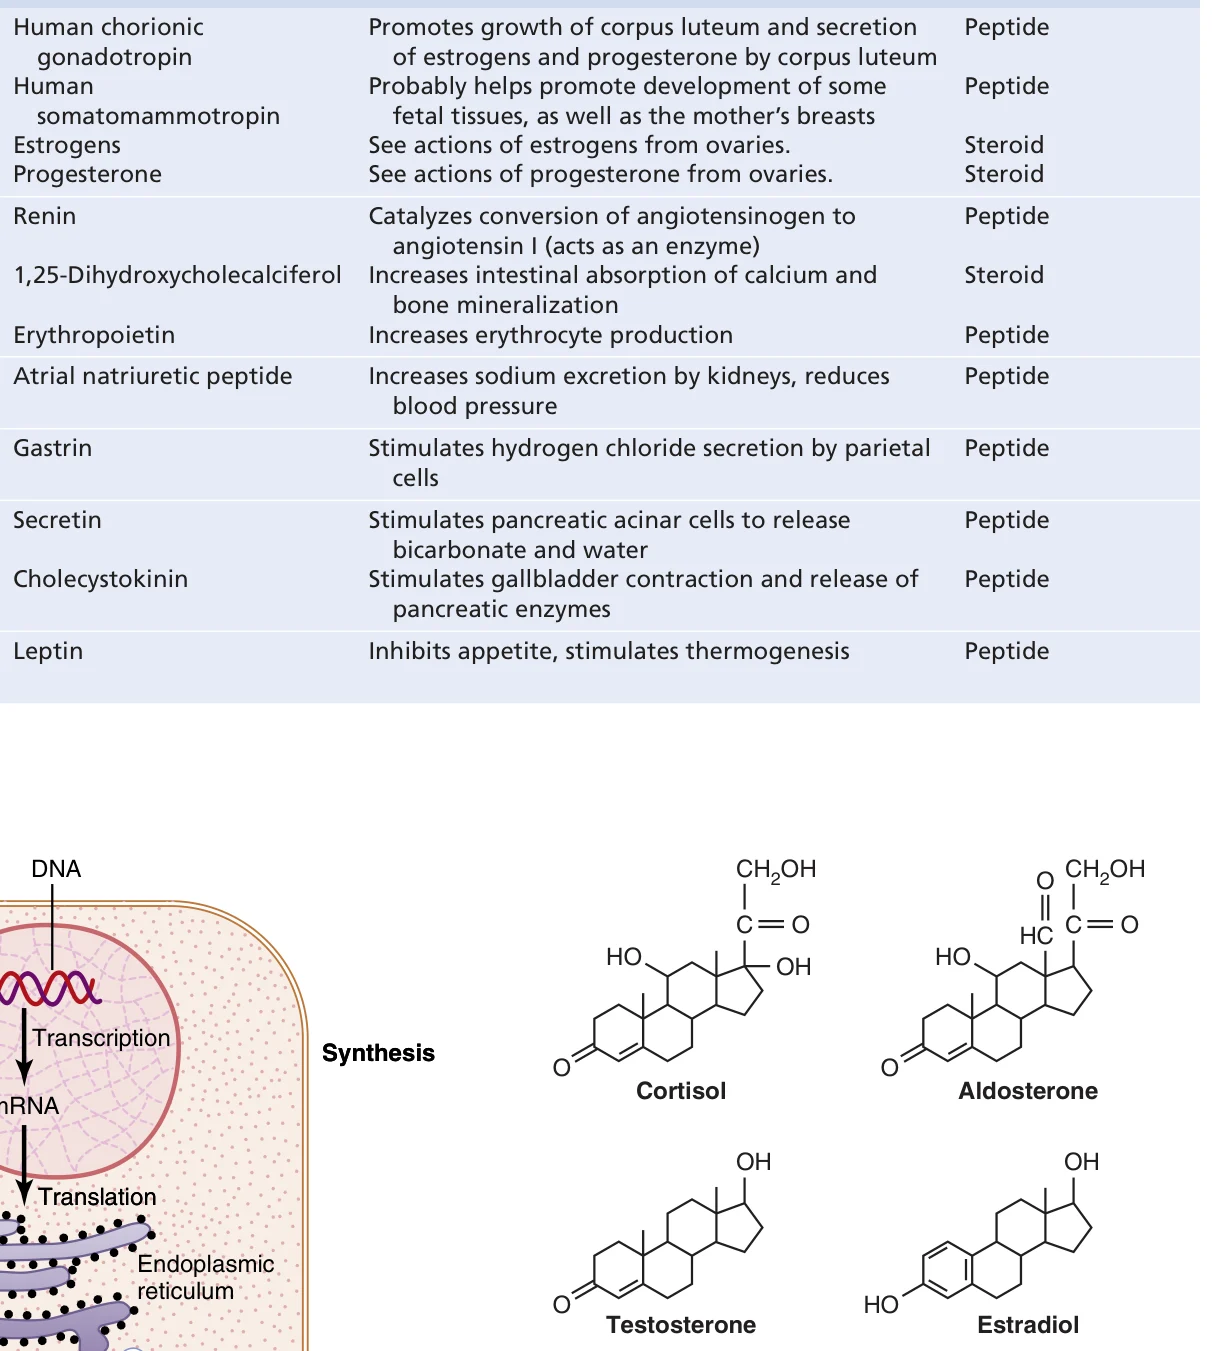 Human chorionic Promotes growth of corpus luteum and secretion Peptide
gonadotropin of estrogens and progesterone by corpus luteum
Human Probably helps promote development of some Peptide
somatomammotropin fetal tissues, as well as the mother’s breasts
Estrogens See actions of estrogens from ovaries. Steroid
Progesterone See actions of progesterone from ovaries. Steroid
Renin Catalyzes conversion of angiotensinogen to Peptide
angiotensin I (acts as an enzyme)
1,25-Dihydroxycholecalciferol Increases intestinal absorption of calcium and Steroid
bone mineralization
Erythropoietin Increases erythrocyte production Peptide
Atrial natriuretic peptide Increases sodium excretion by kidneys, reduces Peptide
blood pressure
Gastrin Stimulates hydrogen chloride secretion by parietal Peptide
cells
Secretin Stimulates pancreatic acinar cells to release Peptide
bicarbonate and water
Cholecystokinin Stimulates gallbladder contraction and release of Peptide
pancreatic enzymes
Leptin Inhibits appetite, stimulates thermogenesis Peptide
DNA
Transcription
mRNA
Translation
Endoplasmic
reticulum
Synthesis
CH₂OH
C O
HO
OH
O
Cortisol
O CH₂OH
HC C O
HO
O
Aldosterone
OH
O
Testosterone
OH
HO
Estradiol